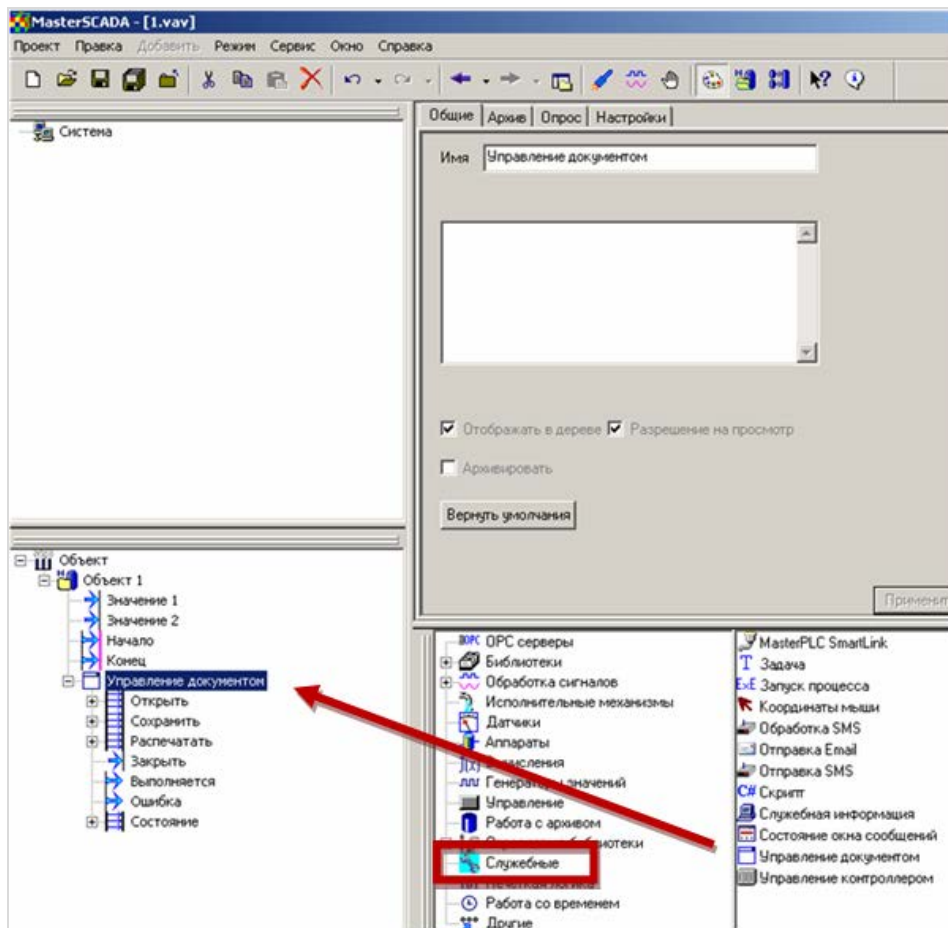 MasterSCADA - [1.vav]
Проект Правка Добавить Режим Сервис Окно Справка
Система
Общие Архив Опрос Настройки
Имя Управление документом
Отображать в дереве Разрешение на просмотр
Архивировать
Вернуть умолчания
Применить
Объект
Объект 1
Значение 1
Значение 2
Начало
Конец
Управление документом
Открыть
Сохранить
Распечатать
Закрыть
Выполняется
Ошибка
Состояние
OPC серверы
Библиотеки
Обработка сигналов
Исполнительные механизмы
Датчики
Аппараты
Генераторы значений
Управление
Работа с архивом
Служебные
Работа со временем
Другие
MasterPLC SmartLink
Задача
Запуск процесса
Координаты мыши
Обработка SMS
Отправка Email
Отправка SMS
C# Скрипт
Служебная информация
Состояние окна сообщений
Управление документом
Управление контроллером